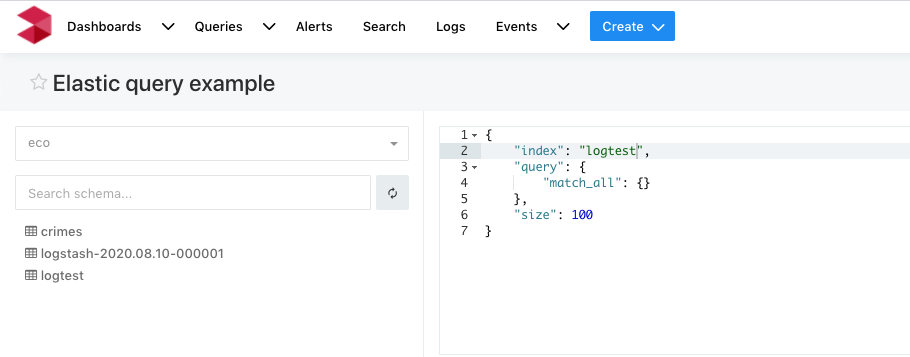 Dashboards Queries Alerts Search Logs Events Create
Elastic query example
eco
Search schema...
crimes
logstash-2020.08.10-000001
logtest
1 {
2 "index": "logtest",
3 "query": {
4 "match_all": {}
5 },
6 "size": 100
7 }